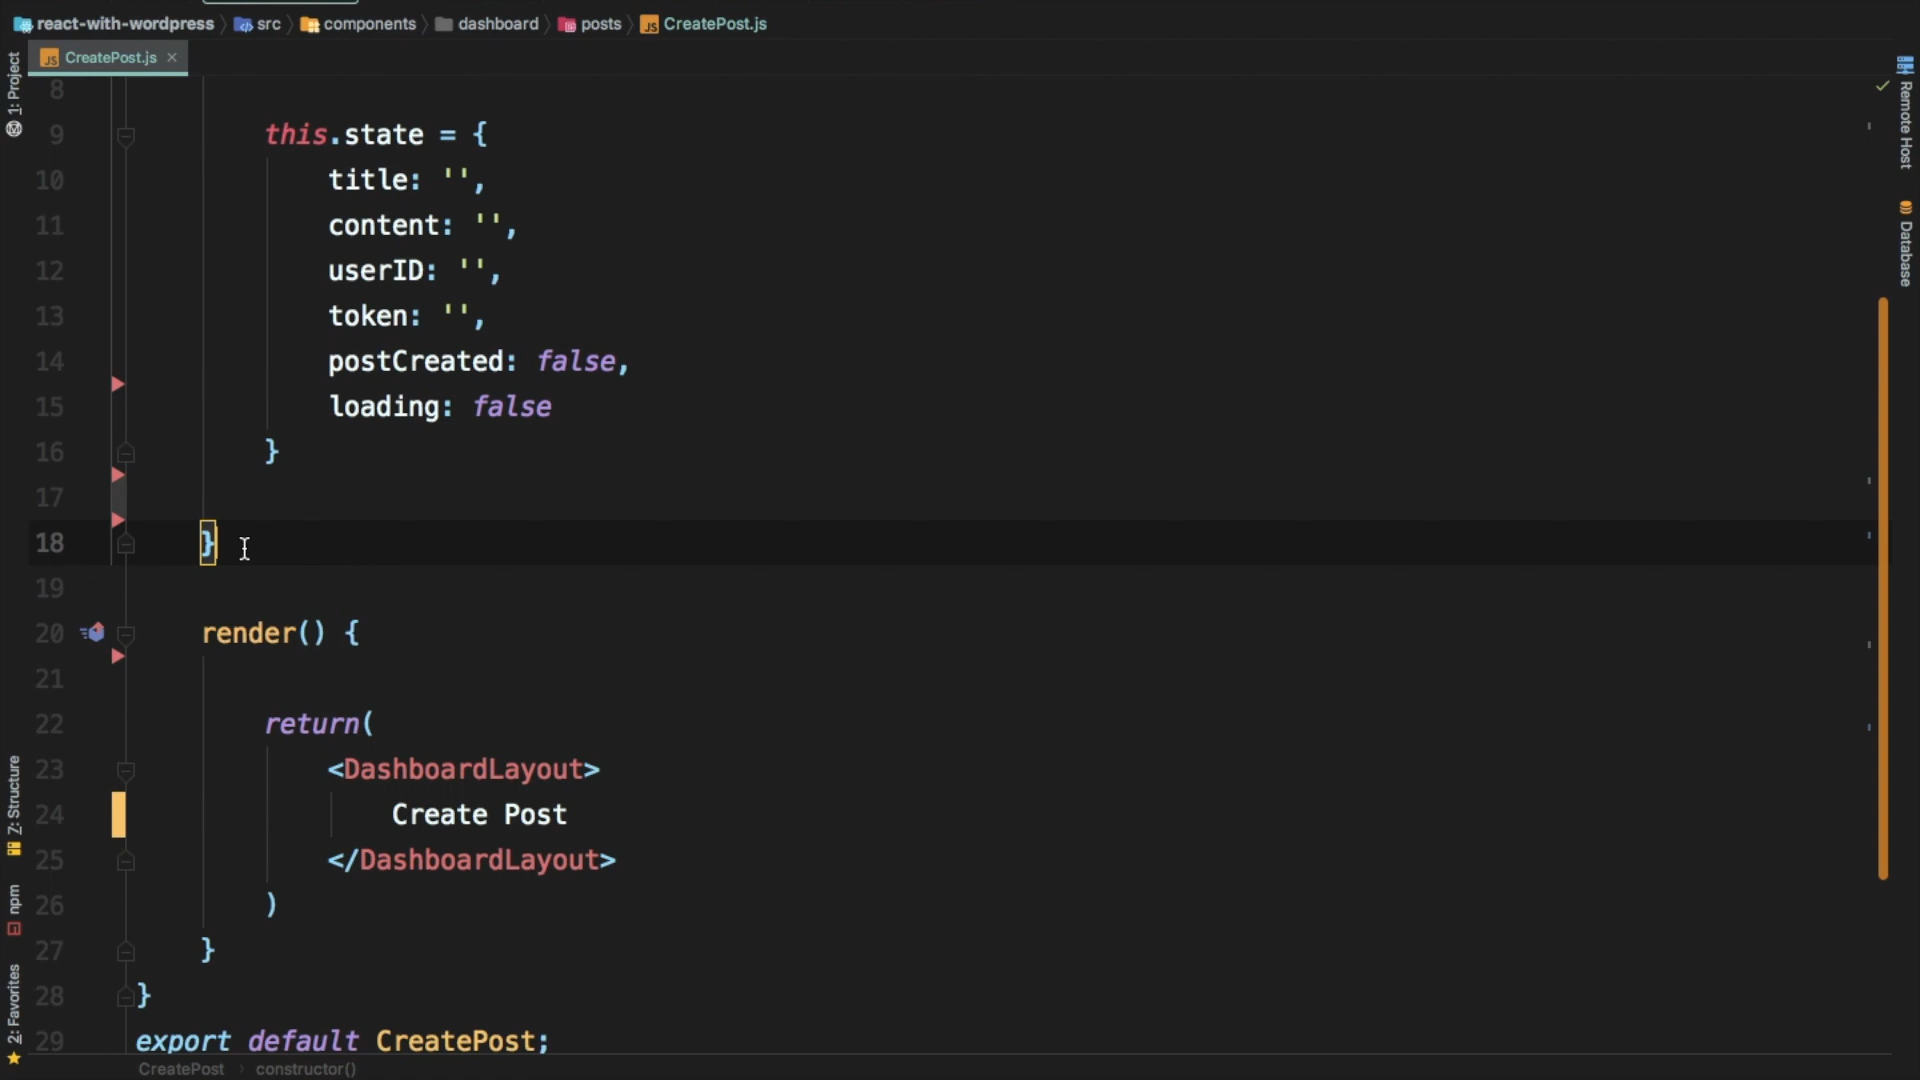 react-with-wordpress src components dashboard posts CreatePost.js
CreatePost.js
1: Project
Remote Host
Database
8
9 this.state = {
10 title: '',
11 content: '',
12 userID: '',
13 token: '',
14 postCreated: false,
15 loading: false
16 }
17
18 }
19
20 render() {
21
22 return(
23 <DashboardLayout>
24 Create Post
25 </DashboardLayout>
26 )
27 }
28 }
29 export default CreatePost;
Z: Structure
npm
2: Favorites
CreatePost constructor()